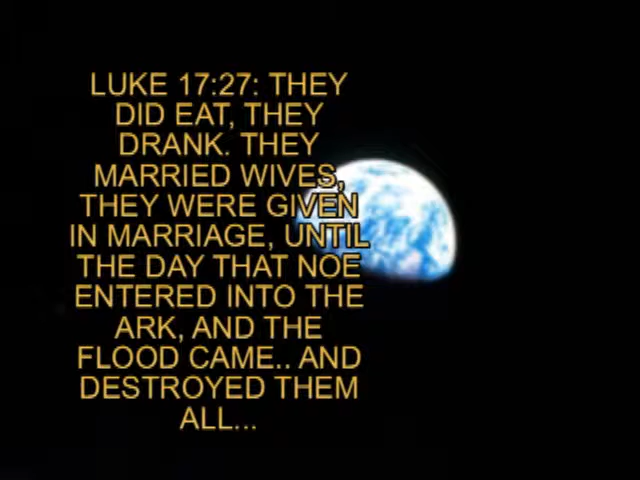 LUKE 17:27: THEY
DID EAT, THEY
DRANK. THEY
MARRIED WIVES,
THEY WERE GIVEN
IN MARRIAGE, UNTIL
THE DAY THAT NOE
ENTERED INTO THE
ARK, AND THE
FLOOD CAME.. AND
DESTROYED THEM
ALL...